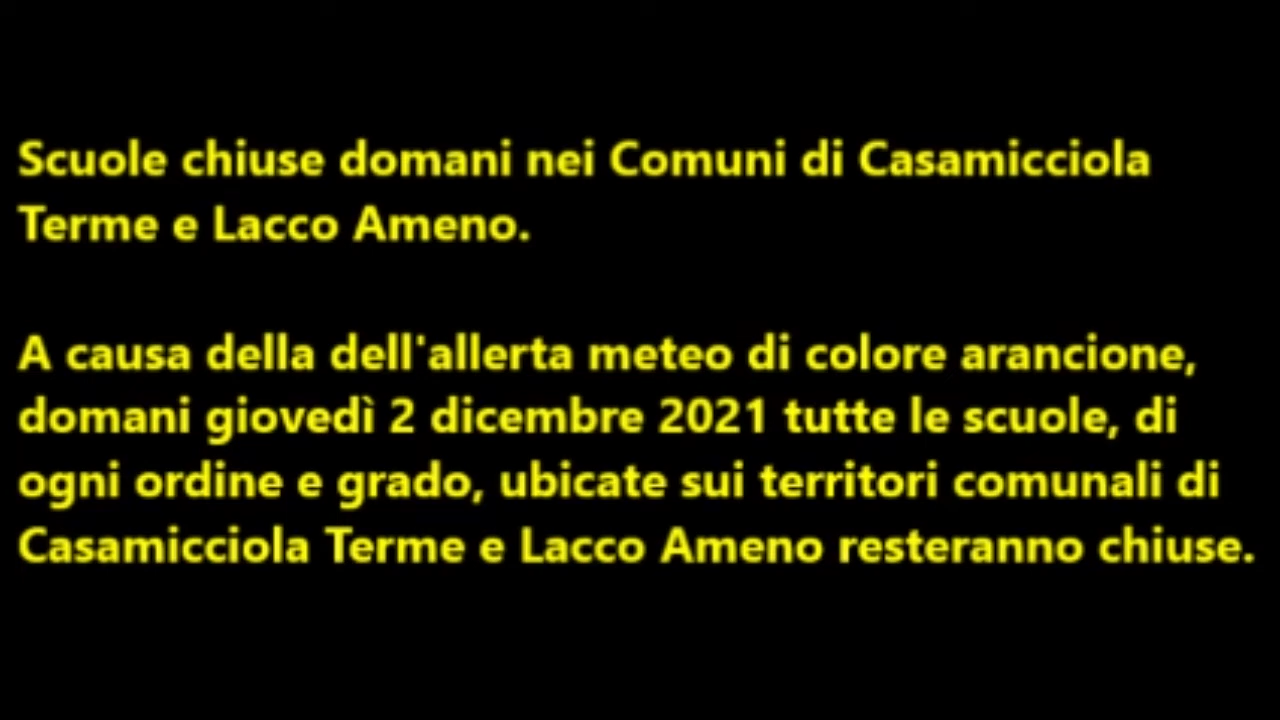 Scuole chiuse domani nei Comuni di Casamicciola
Terme e Lacco Ameno.
A causa della dell'allerta meteo di colore arancione,
domani giovedì 2 dicembre 2021 tutte le scuole, di
ogni ordine e grado, ubicate sui territori comunali di
Casamicciola Terme e Lacco Ameno resteranno chiuse.